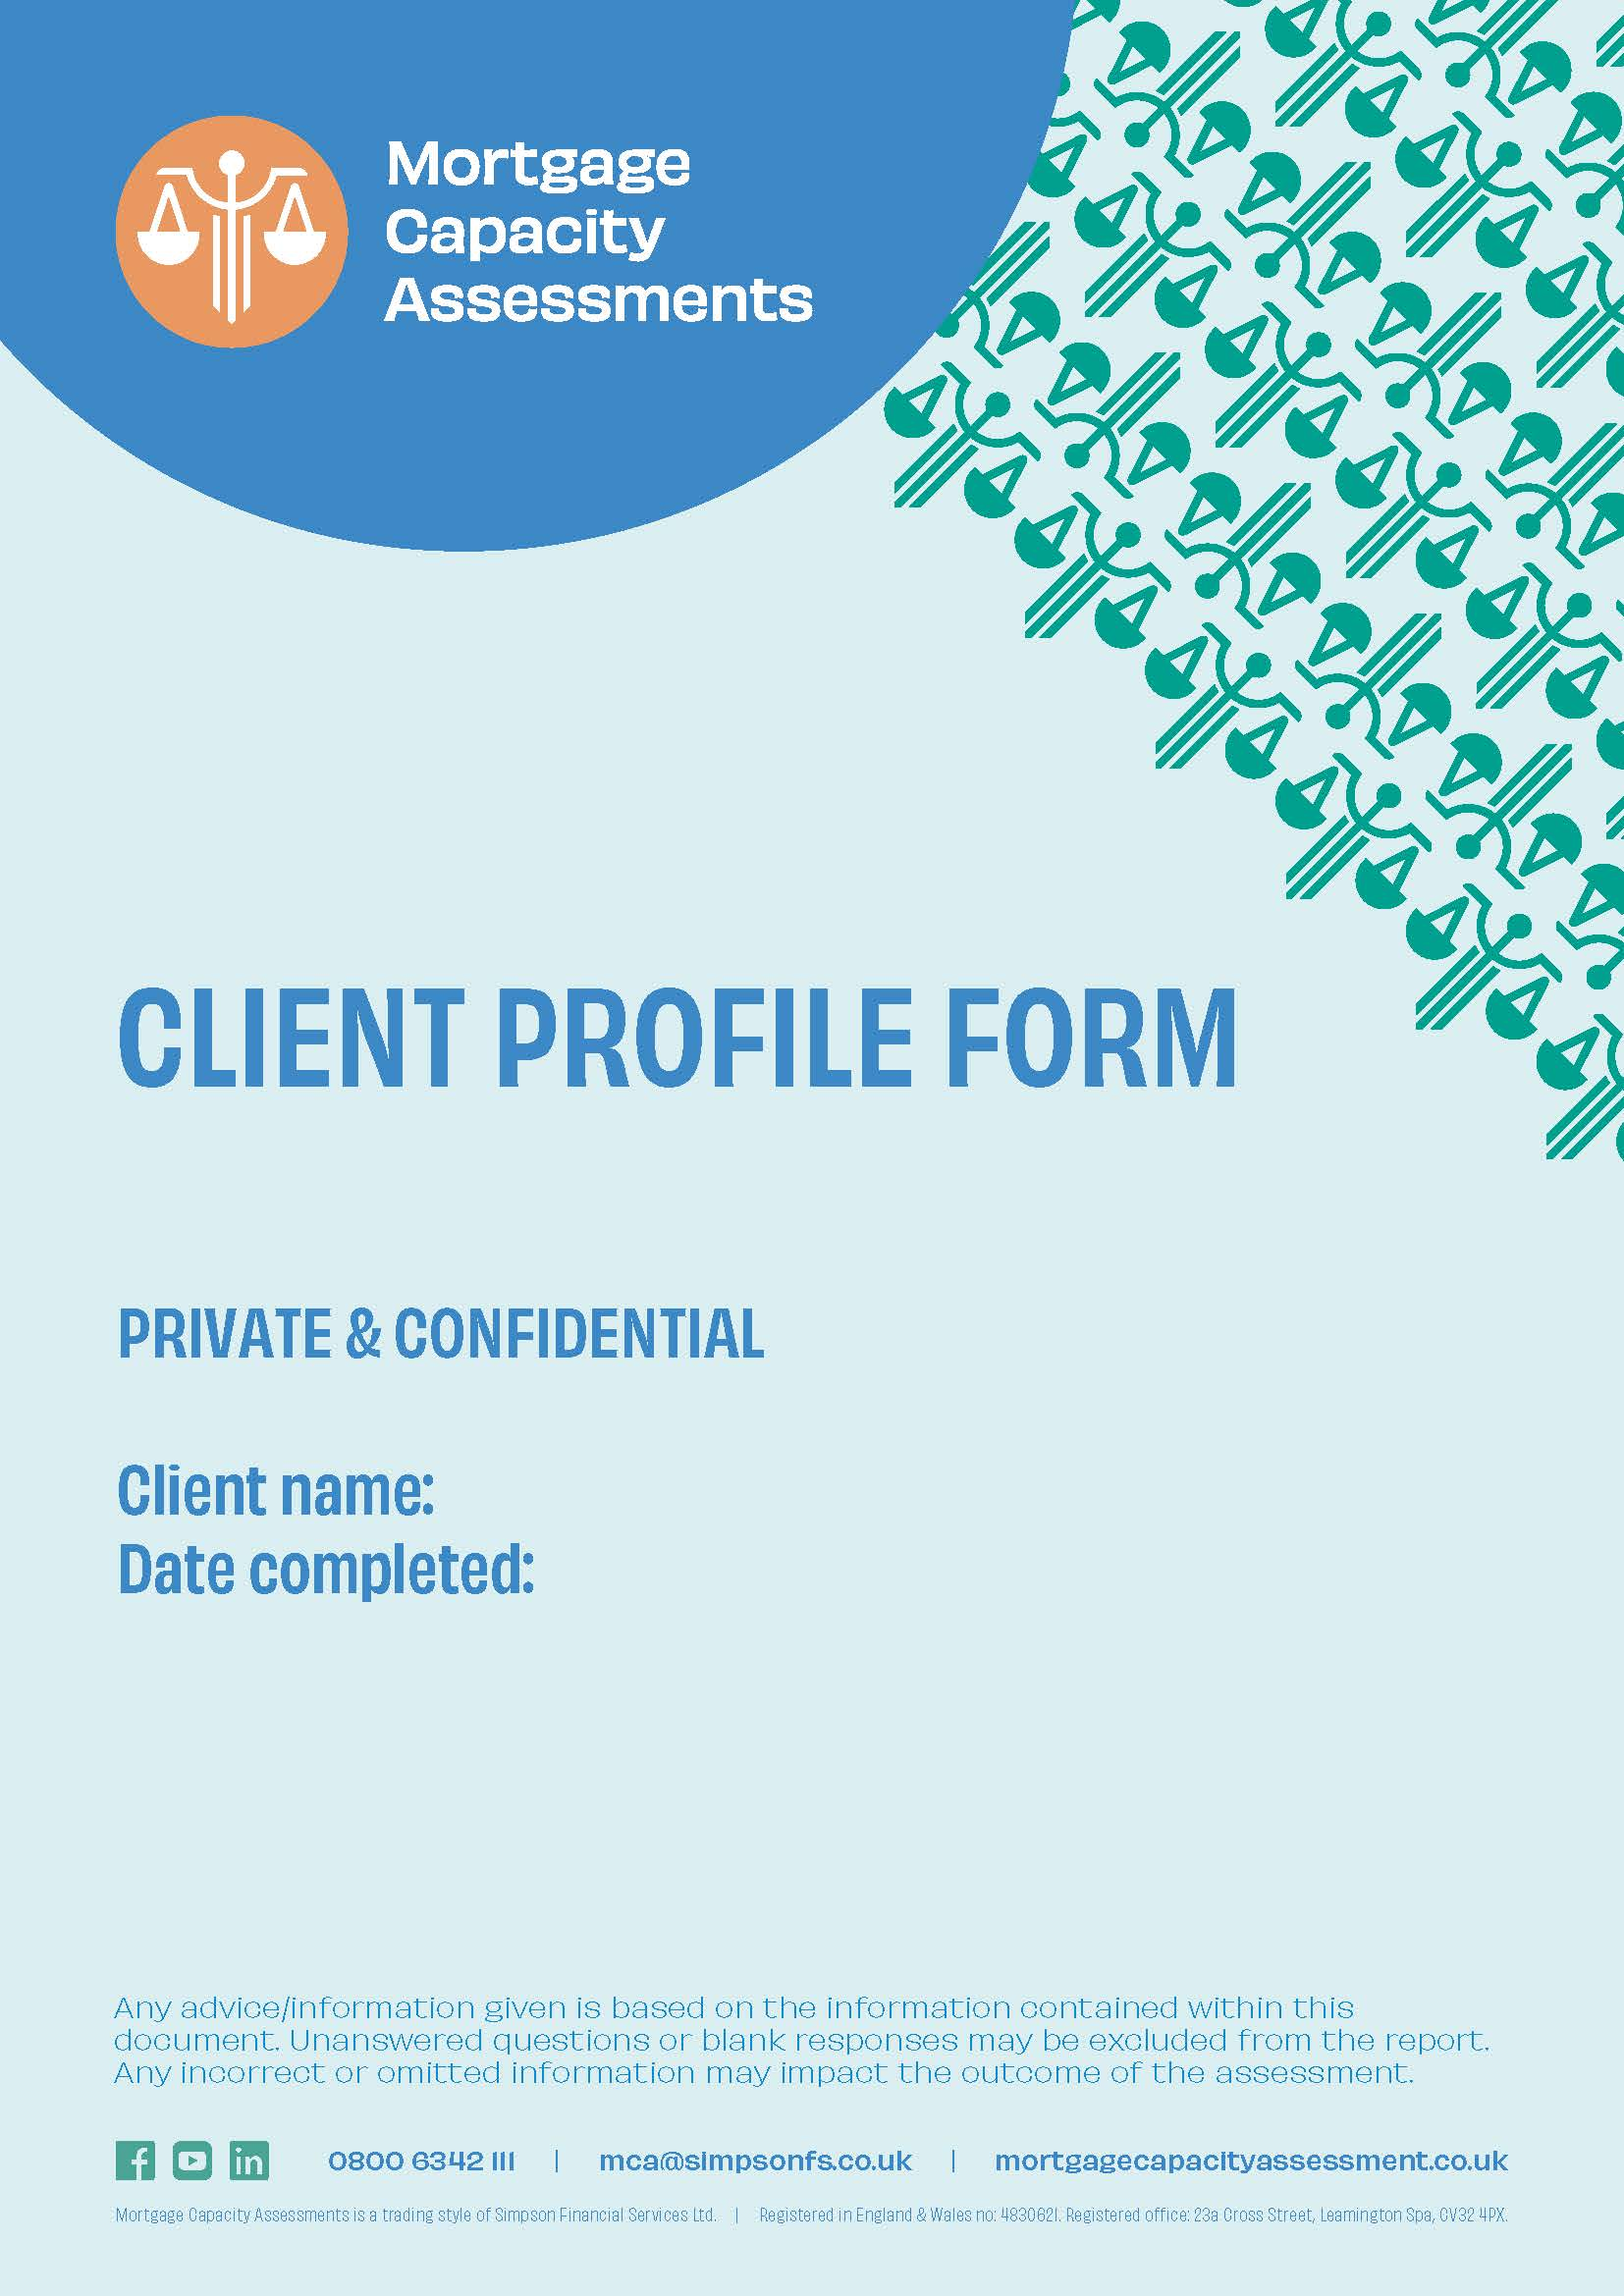 Mortgage
Capacity
Assessments
CLIENT PROFILE FORM
PRIVATE & CONFIDENTIAL
Client name:
Date completed:
Any advice/information given is based on the information contained within this
document. Unanswered questions or blank responses may be excluded from the report.
Any incorrect or omitted information may impact the outcome of the assessment.
0800 6342 111 | mca@simpsonfs.co.uk | mortgagecapacityassessment.co.uk
Mortgage Capacity Assessments is a trading style of Simpson Financial Services Ltd. | Registered in England & Wales no: 4830621. Registered office: 23a Cross Street, Leamington Spa, CV32 4PX.